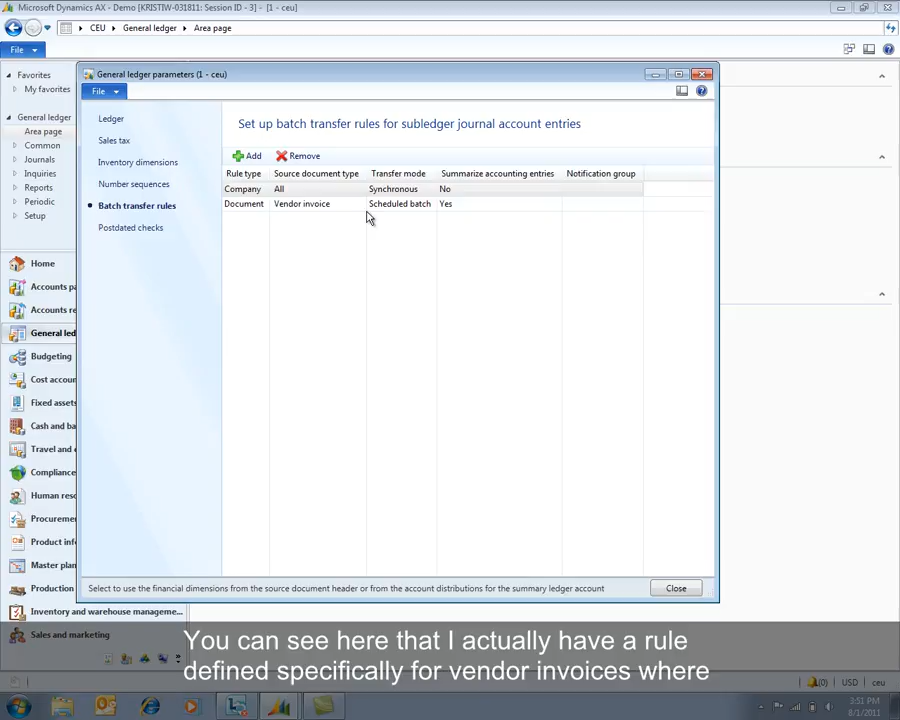 Microsoft Dynamics AX - Demo [KRISTIW-031811: Session ID - 3] - [1 - ceu]
CEU
General ledger
Area page
File
Favorites
My favorites
General ledger
Area page
Common
Journals
Inquiries
Reports
Periodic
Setup
Home
Accounts pa
Accounts re
General led
Budgeting
Cost accoun
Fixed assets
Cash and ba
Travel and e
Compliance
Human reso
Procuremen
Product info
Master plan
Production
Inventory and warehouse manageme...
Sales and marketing
General ledger parameters (1 - ceu)
File
Ledger
Sales tax
Inventory dimensions
Number sequences
Batch transfer rules
Postdated checks
Set up batch transfer rules for subledger journal account entries
Add Remove
Rule type Source document type Transfer mode Summarize accounting entries Notification group
Company All Synchronous No
Document Vendor invoice Scheduled batch Yes
Select to use the financial dimensions from the source document header or from the account distributions for the summary ledger account
Close
You can see here that I actually have a rule
defined specifically for vendor invoices where
(0) USD ceu
3:51 PM
8/1/2011